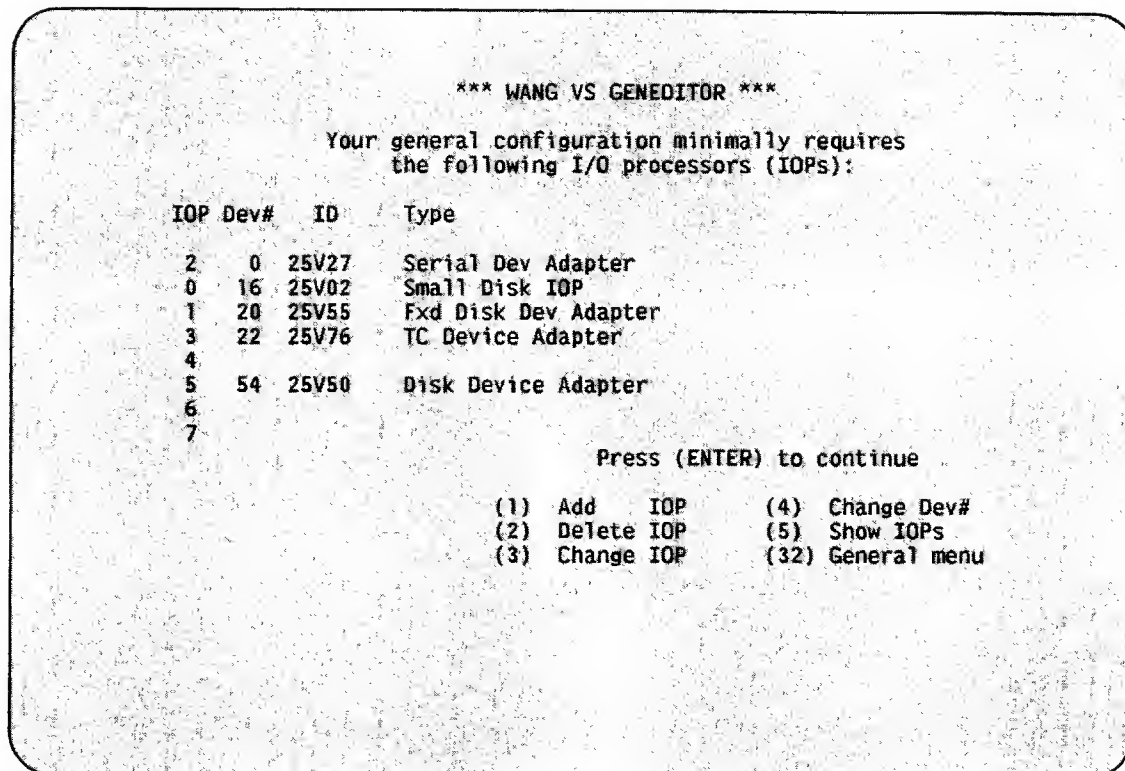 *** WANG VS GENEDITOR ***
Your general configuration minimally requires
the following I/O processors (IOPs):
IOP Dev# ID Type
2 0 25V27 Serial Dev Adapter
0 16 25V02 Small Disk IOP
1 20 25V55 Fxd Disk Dev Adapter
3 22 25V76 TC Device Adapter
4
5 54 25V50 Disk Device Adapter
6
7
Press (ENTER) to continue
(1) Add IOP (4) Change Dev#
(2) Delete IOP (5) Show IOPs
(3) Change IOP (32) General menu